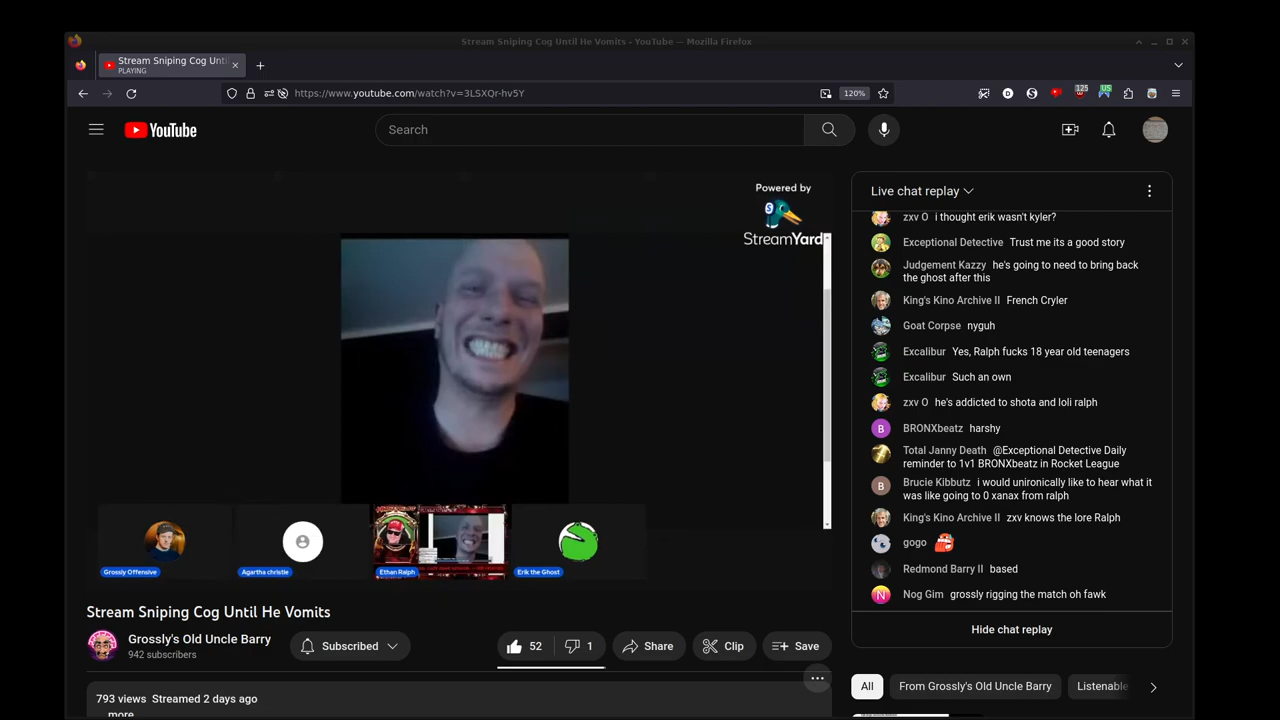 Stream Sniping Cog Until He Vomits - YouTube — Mozilla Firefox
Stream Sniping Cog Unti
PLAYING
https://www.youtube.com/watch?v=3LSXQr-hv5Y
120%
125
US
YouTube
Search
Powered by
StreamYard
Live chat replay
zxv O i thought erik wasn't kyler?
Exceptional Detective Trust me its a good story
Judgement Kazzy he's going to need to bring back
the ghost after this
King's Kino Archive II French Cryler
Goat Corpse nyguh
Excalibur Yes, Ralph fucks 18 year old teenagers
Excalibur Such an own
zxv O he's addicted to shota and loli ralph
B BRONXbeatz harshy
Total Janny Death @Exceptional Detective Daily
reminder to 1v1 BRONXbeatz in Rocket League
B Brucie Kibbutz i would unironically like to hear what it
was like going to 0 xanax from ralph
King's Kino Archive II zxv knows the lore Ralph
gogo
Redmond Barry II based
N Nog Gim grossly rigging the match oh fawk
Hide chat replay
Grossly Offensive
Agartha christie
Ethan Ralph
Erik the Ghost
Stream Sniping Cog Until He Vomits
Grossly's Old Uncle Barry
942 subscribers
Subscribed
52
1
Share
Clip
Save
793 views Streamed 2 days ago
more
All
From Grossly's Old Uncle Barry
Listenable